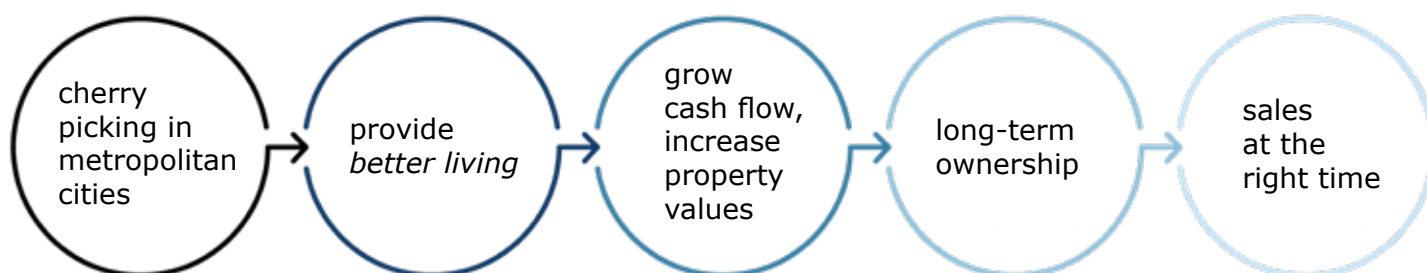 cherry
picking in
metropolitan
cities
provide
better living
grow
cash flow,
increase
property
values
long-term
ownership
sales
at the
right time